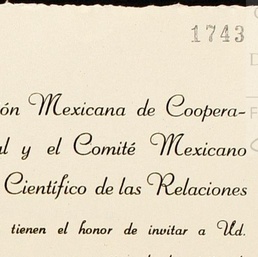 1743
ón Mexicana de Coopera-
al y el Comité Mexicano
Científico de las Relaciones
tienen el honor de invitar a Ud.